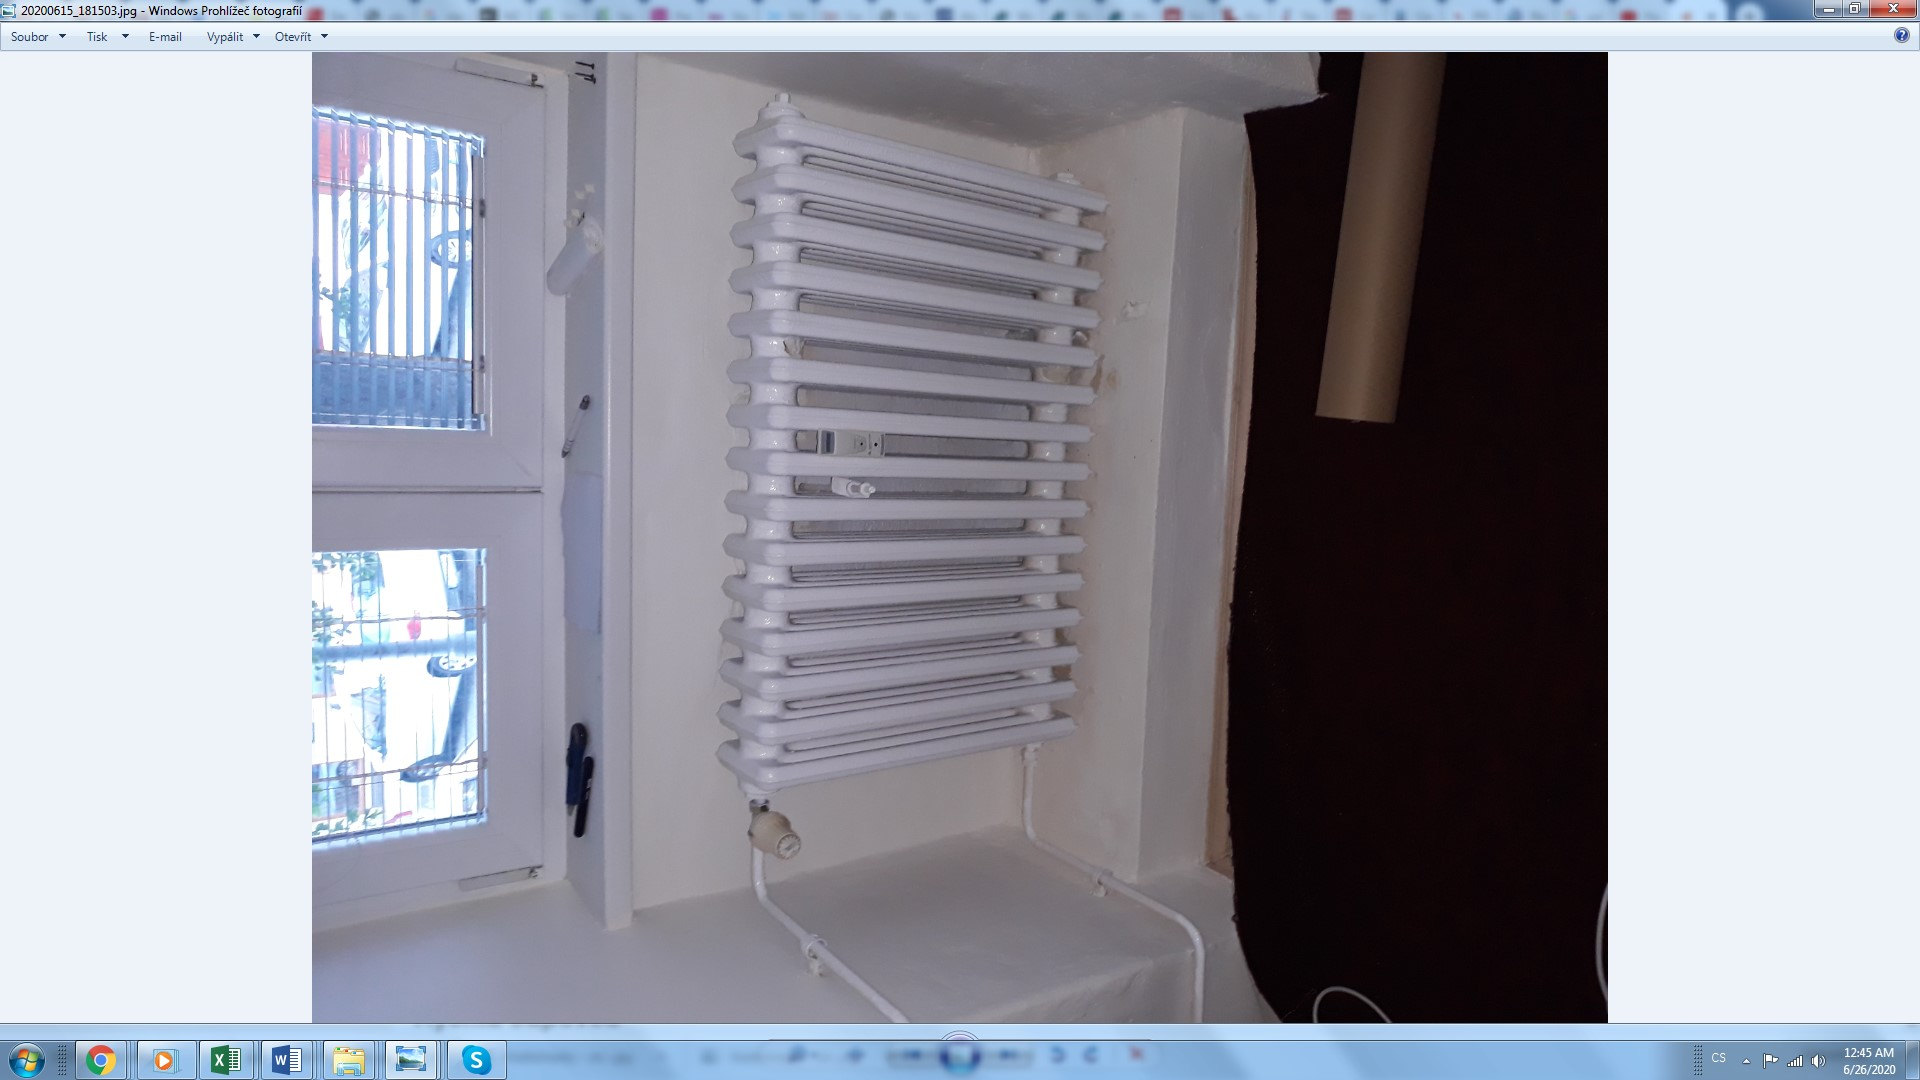 20200615_181503.jpg - Windows Prohlížeč fotografií
Soubor Tisk E-mail Vypálit Otevřít
CS
12:45 AM
6/26/2020